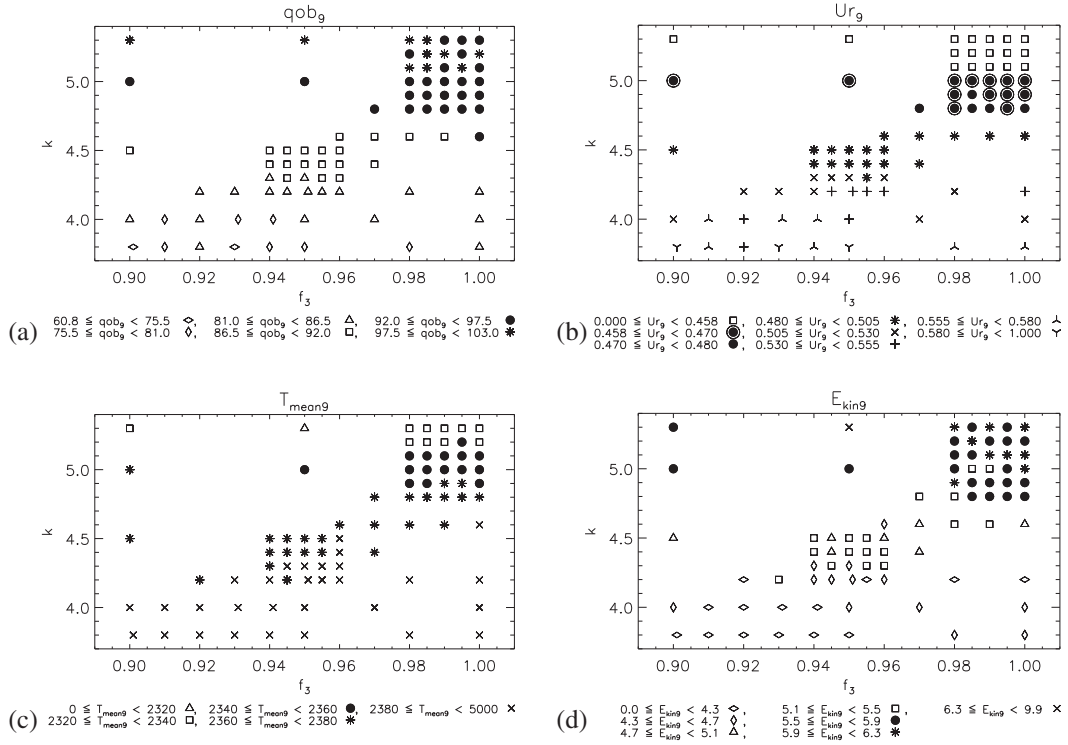 qob₉
k
5.0
4.5
4.0
0.90 0.92 0.94 0.96 0.98 1.00
f₃
(a)
60.8 ≦ qob₉ < 75.5 , 81.0 ≦ qob₉ < 86.5 , 92.0 ≦ qob₉ < 97.5
75.5 ≦ qob₉ < 81.0 , 86.5 ≦ qob₉ < 92.0 , 97.5 ≦ qob₉ < 103.0
Ur₉
k
5.0
4.5
4.0
0.90 0.92 0.94 0.96 0.98 1.00
f₃
(b)
0.000 ≦ Ur₉ < 0.458 , 0.480 ≦ Ur₉ < 0.505 , 0.555 ≦ Ur₉ < 0.580
0.458 ≦ Ur₉ < 0.470 , 0.505 ≦ Ur₉ < 0.530 , 0.580 ≦ Ur₉ < 1.000
0.470 ≦ Ur₉ < 0.480 , 0.530 ≦ Ur₉ < 0.555
Tmean9
k
5.0
4.5
4.0
0.90 0.92 0.94 0.96 0.98 1.00
f₃
(c)
0 ≦ Tmean9 < 2320 , 2340 ≦ Tmean9 < 2360 , 2380 ≦ Tmean9 < 5000
2320 ≦ Tmean9 < 2340 , 2360 ≦ Tmean9 < 2380
Ekin9
k
5.0
4.5
4.0
0.90 0.92 0.94 0.96 0.98 1.00
f₃
(d)
0.0 ≦ Ekin9 < 4.3 , 5.1 ≦ Ekin9 < 5.5 , 6.3 ≦ Ekin9 < 9.9
4.3 ≦ Ekin9 < 4.7 , 5.5 ≦ Ekin9 < 5.9
4.7 ≦ Ekin9 < 5.1 , 5.9 ≦ Ekin9 < 6.3